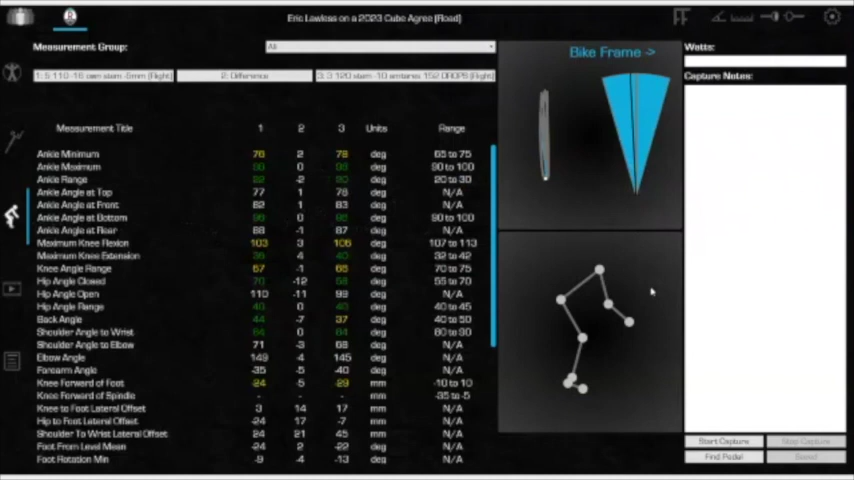 Eric Lawless on a 2023 Cube Agree [Road]
Measurement Group:
All
1: 5 110 -16 own stem -5mm [Right]
2: Difference
3: 3 120 stem -10 antares 152 DROPS [Right]
Bike Frame ->
Watts:
Capture Notes:
Measurement Title 1 2 3 Units Range
Ankle Minimum 76 2 78 deg 65 to 75
Ankle Maximum 0 deg 90 to 100
Ankle Range -2 deg 20 to 30
Ankle Angle at Top 77 1 78 deg N/A
Ankle Angle at Front 82 1 83 deg N/A
Ankle Angle at Bottom 0 deg 90 to 100
Ankle Angle at Rear 88 -1 87 deg N/A
Maximum Knee Flexion 103 3 106 deg 107 to 113
Maximum Knee Extension 4 40 deg 32 to 42
Knee Angle Range 67 -1 deg 70 to 75
Hip Angle Closed 70 -12 58 deg 55 to 70
Hip Angle Open 110 -11 99 deg N/A
Hip Angle Range 40 0 40 deg 40 to 45
Back Angle 44 -7 37 deg 40 to 50
Shoulder Angle to Wrist 0 deg 80 to 90
Shoulder Angle to Elbow 71 -3 68 deg N/A
Elbow Angle 149 -4 145 deg N/A
Forearm Angle -35 -5 -40 deg N/A
Knee Forward of Foot -24 -5 -29 mm -10 to 10
Knee Forward of Spindle - - - mm -35 to -5
Knee to Foot Lateral Offset 3 14 17 mm N/A
Hip to Foot Lateral Offset -24 17 -7 mm N/A
Shoulder To Wrist Lateral Offset 24 21 45 mm N/A
Foot From Level Mean -24 2 -22 deg N/A
Foot Rotation Min -9 -4 -13 deg N/A
Start Capture
Stop Capture
Find Pedal